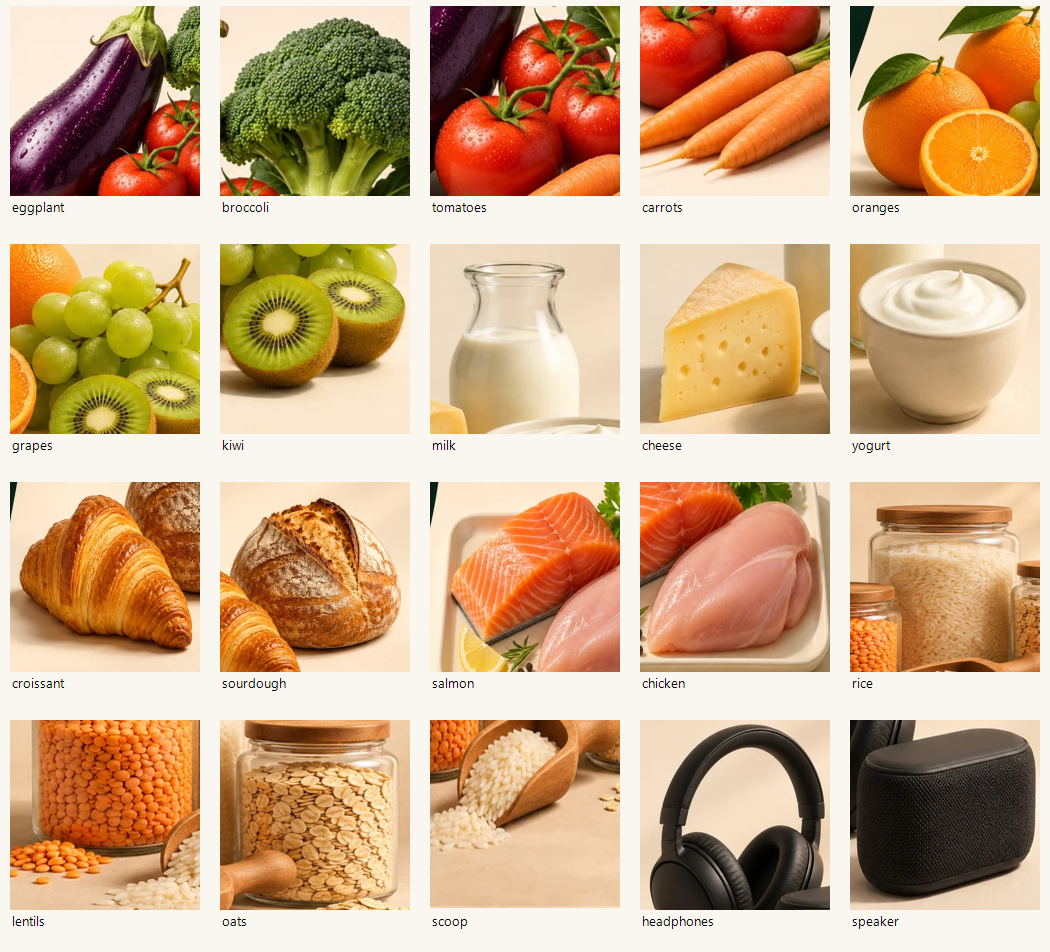 eggplant
broccoli
tomatoes
carrots
oranges
grapes
kiwi
milk
cheese
yogurt
croissant
sourdough
salmon
chicken
rice
lentils
oats
scoop
headphones
speaker